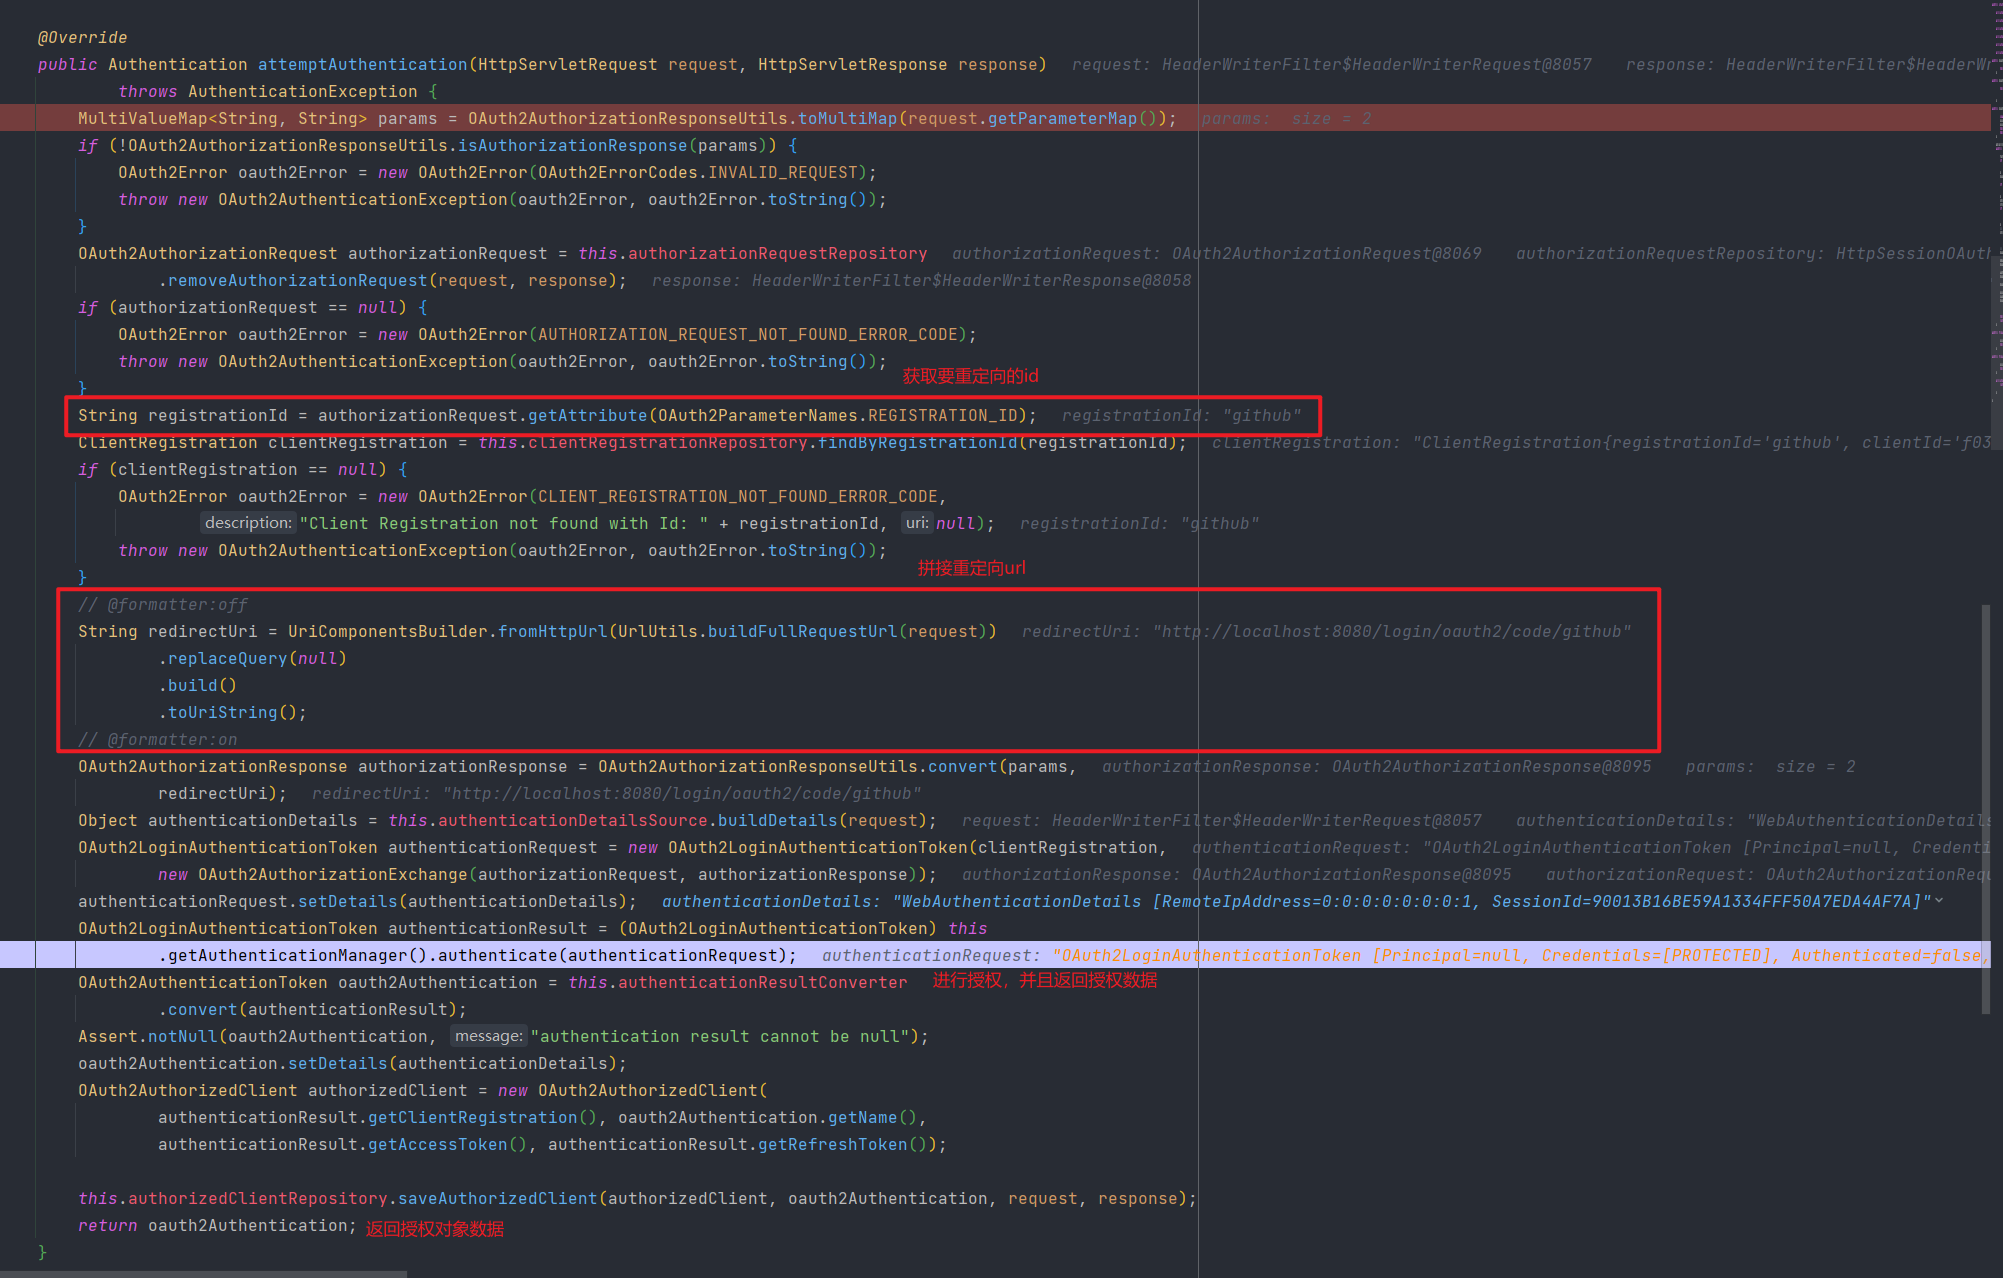 @Override
public Authentication attemptAuthentication(HttpServletRequest request, HttpServletResponse response)  request: HeaderWriterFilter$HeaderWriterRequest@8057  response: HeaderWriterFilter$HeaderWr
throws AuthenticationException {
MultiValueMap<String, String> params = OAuth2AuthorizationResponseUtils.toMultiMap(request.getParameterMap());  params:  size = 2
if (!OAuth2AuthorizationResponseUtils.isAuthorizationResponse(params)) {
OAuth2Error oauth2Error = new OAuth2Error(OAuth2ErrorCodes.INVALID_REQUEST);
throw new OAuth2AuthenticationException(oauth2Error, oauth2Error.toString());
}
OAuth2AuthorizationRequest authorizationRequest = this.authorizationRequestRepository  authorizationRequest: OAuth2AuthorizationRequest@8069  authorizationRequestRepository: HttpSessionOAuth
.removeAuthorizationRequest(request, response);  response: HeaderWriterFilter$HeaderWriterResponse@8058
if (authorizationRequest == null) {
OAuth2Error oauth2Error = new OAuth2Error(AUTHORIZATION_REQUEST_NOT_FOUND_ERROR_CODE);
throw new OAuth2AuthenticationException(oauth2Error, oauth2Error.toString());
获取要重定向的id
}
String registrationId = authorizationRequest.getAttribute(OAuth2ParameterNames.REGISTRATION_ID);  registrationId: "github"
ClientRegistration clientRegistration = this.clientRegistrationRepository.findByRegistrationId(registrationId);  clientRegistration: "ClientRegistration{registrationId='github', clientId='f03
if (clientRegistration == null) {
OAuth2Error oauth2Error = new OAuth2Error(CLIENT_REGISTRATION_NOT_FOUND_ERROR_CODE,
description: "Client Registration not found with Id: " + registrationId, uri: null);  registrationId: "github"
throw new OAuth2AuthenticationException(oauth2Error, oauth2Error.toString());
拼接重定向url
}
// @formatter:off
String redirectUri = UriComponentsBuilder.fromHttpUrl(UrlUtils.buildFullRequestUrl(request))  redirectUri: "http://localhost:8080/login/oauth2/code/github"
.replaceQuery(null)
.build()
.toUriString();
// @formatter:on
OAuth2AuthorizationResponse authorizationResponse = OAuth2AuthorizationResponseUtils.convert(params,  authorizationResponse: OAuth2AuthorizationResponse@8095  params:  size = 2
redirectUri);  redirectUri: "http://localhost:8080/login/oauth2/code/github"
Object authenticationDetails = this.authenticationDetailsSource.buildDetails(request);  request: HeaderWriterFilter$HeaderWriterRequest@8057  authenticationDetails: "WebAuthenticationDetails
OAuth2LoginAuthenticationToken authenticationRequest = new OAuth2LoginAuthenticationToken(clientRegistration,  authenticationRequest: "OAuth2LoginAuthenticationToken [Principal=null, Credenti
new OAuth2AuthorizationExchange(authorizationRequest, authorizationResponse));  authorizationResponse: OAuth2AuthorizationResponse@8095  authorizationRequest: OAuth2AuthorizationRequ
authenticationRequest.setDetails(authenticationDetails);  authenticationDetails: "WebAuthenticationDetails [RemoteIpAddress=0:0:0:0:0:0:0:1, SessionId=90013B16BE59A1334FFF50A7EDA4AF7A]"
OAuth2LoginAuthenticationToken authenticationResult = (OAuth2LoginAuthenticationToken) this
.getAuthenticationManager().authenticate(authenticationRequest);  authenticationRequest: "OAuth2LoginAuthenticationToken [Principal=null, Credentials=[PROTECTED], Authenticated=false,
OAuth2AuthenticationToken oauth2Authentication = this.authenticationResultConverter  进行授权，并且返回授权数据
.convert(authenticationResult);
Assert.notNull(oauth2Authentication, message: "authentication result cannot be null");
oauth2Authentication.setDetails(authenticationDetails);
OAuth2AuthorizedClient authorizedClient = new OAuth2AuthorizedClient(
authenticationResult.getClientRegistration(), oauth2Authentication.getName(),
authenticationResult.getAccessToken(), authenticationResult.getRefreshToken());
this.authorizedClientRepository.saveAuthorizedClient(authorizedClient, oauth2Authentication, request, response);
return oauth2Authentication; 返回授权对象数据
}